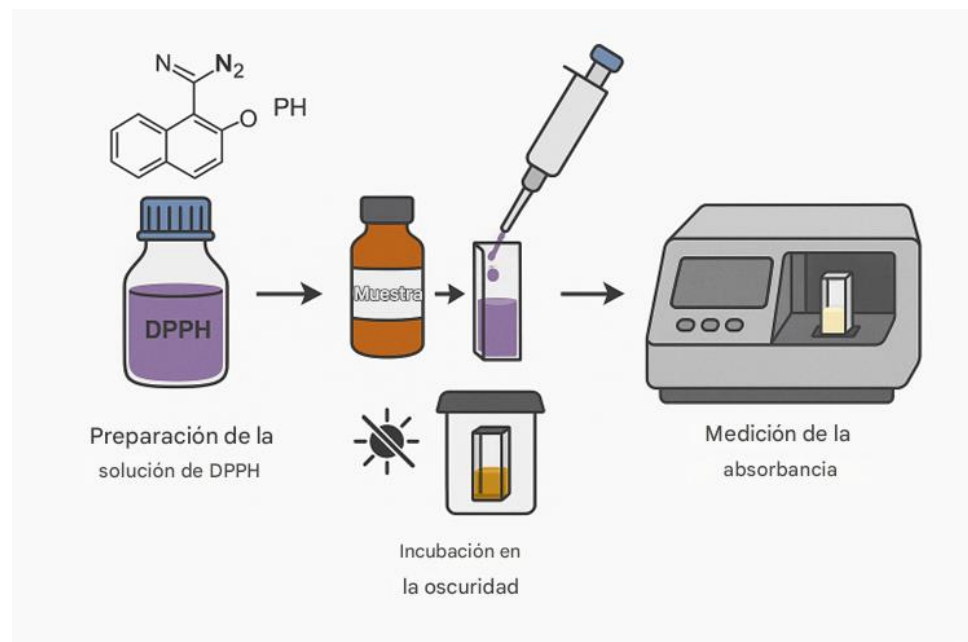 N
N₂
O
PH
DPPH
Muestra
Preparación de la
solución de DPPH
Incubación en
la oscuridad
Medición de la
absorbancia